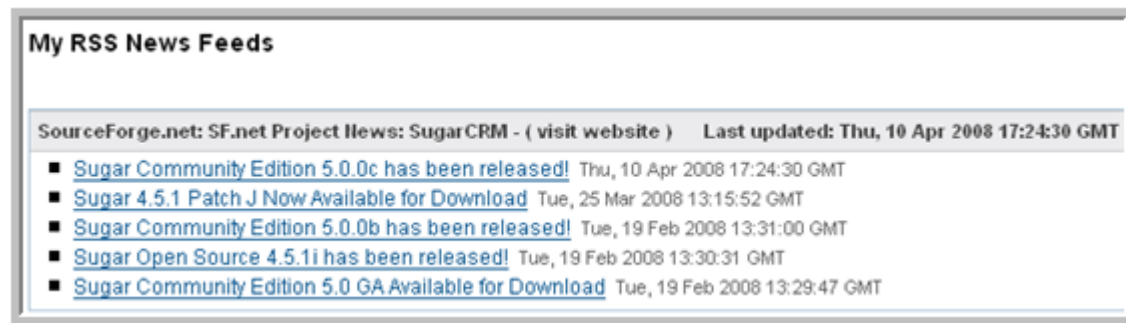 My RSS News Feeds
SourceForge.net: SF.net Project News: SugarCRM - ( visit website ) Last updated: Thu, 10 Apr 2008 17:24:30 GMT
Sugar Community Edition 5.0.0c has been released! Thu, 10 Apr 2008 17:24:30 GMT
Sugar 4.5.1 Patch J Now Available for Download Tue, 25 Mar 2008 13:15:52 GMT
Sugar Community Edition 5.0.0b has been released! Tue, 19 Feb 2008 13:31:00 GMT
Sugar Open Source 4.5.1i has been released! Tue, 19 Feb 2008 13:30:31 GMT
Sugar Community Edition 5.0 GA Available for Download Tue, 19 Feb 2008 13:29:47 GMT